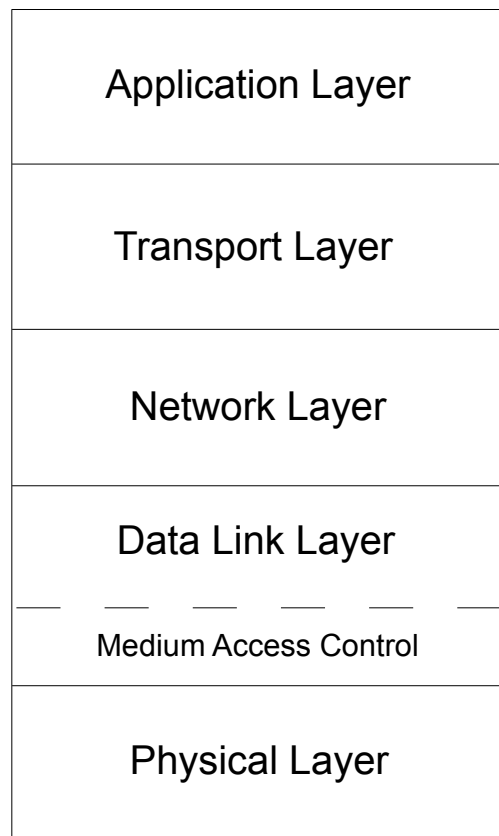 Application Layer
Transport Layer
Network Layer
Data Link Layer
Medium Access Control
Physical Layer